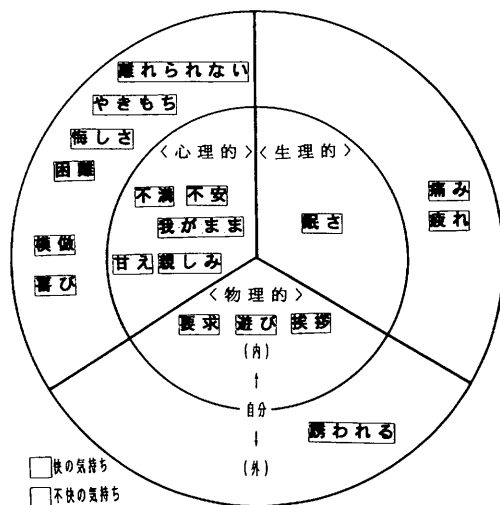 離れられない
やきもち
悔しさ
困難
〈心理的〉〈生理的〉
不満 不安
痛み
我がまま
眠さ
疲れ
模倣
甘え 親しみ
喜び
〈物理的〉
要求 遊び 挨拶
(内)
↑
自分
↓
誘われる
(外)
快の気持ち
不快の気持ち